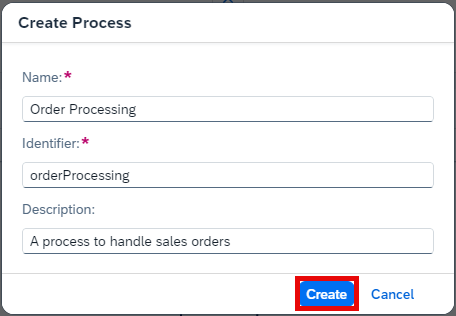 Create Process
Name:*
Order Processing
Identifier:*
orderProcessing
Description:
A process to handle sales orders
Create Cancel